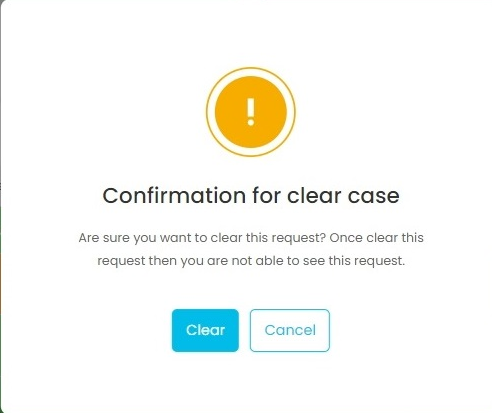 !
Confirmation for clear case
Are sure you want to clear this request? Once clear this
request then you are not able to see this request.
Clear
Cancel